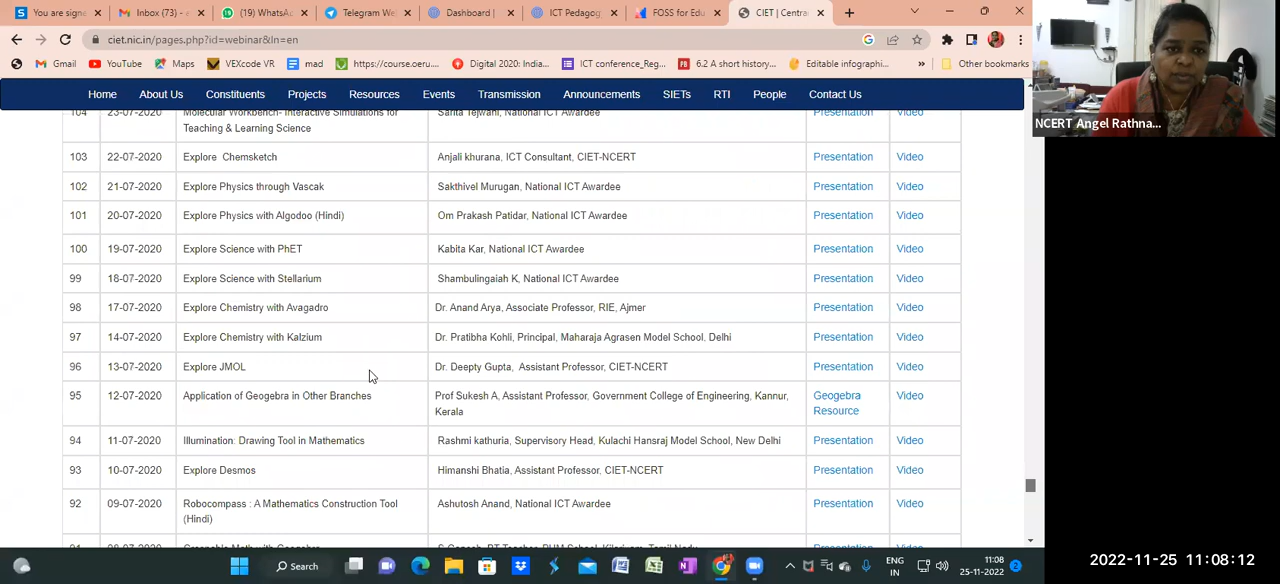 You are sign
Inbox (73) -
(19) WhatsA
Telegram We
Dashboard |
ICT Pedagog
FOSS for Edu
CIET | Centra
ciet.nic.in/pages.php?id=webinar&ln=en
Gmail
YouTube
Maps
VEXcode VR
mad
https://course.oeru....
Digital 2020: India...
ICT conference_Reg...
6.2 A short history...
Editable infographi...
»
Other bookmarks
Home About Us Constituents Projects Resources Events Transmission Announcements SIETs RTI People Contact Us
104 23-07-2020 Molecular Workbench- Interactive Simulations for Sarita Tejwani, National ICT Awardee Presentation Video
Teaching & Learning Science
103 22-07-2020 Explore Chemsketch Anjali khurana, ICT Consultant, CIET-NCERT Presentation Video
102 21-07-2020 Explore Physics through Vascak Sakthivel Murugan, National ICT Awardee Presentation Video
101 20-07-2020 Explore Physics with Algodoo (Hindi) Om Prakash Patidar, National ICT Awardee Presentation Video
100 19-07-2020 Explore Science with PhET Kabita Kar, National ICT Awardee Presentation Video
99 18-07-2020 Explore Science with Stellarium Shambulingaiah K, National ICT Awardee Presentation Video
98 17-07-2020 Explore Chemistry with Avagadro Dr. Anand Arya, Associate Professor, RIE, Ajmer Presentation Video
97 14-07-2020 Explore Chemistry with Kalzium Dr. Pratibha Kohli, Principal, Maharaja Agrasen Model School, Delhi Presentation Video
96 13-07-2020 Explore JMOL Dr. Deepty Gupta, Assistant Professor, CIET-NCERT Presentation Video
95 12-07-2020 Application of Geogebra in Other Branches Prof Sukesh A, Assistant Professor, Government College of Engineering, Kannur, Geogebra Video
Kerala Resource
94 11-07-2020 Illumination: Drawing Tool in Mathematics Rashmi kathuria, Supervisory Head, Kulachi Hansraj Model School, New Delhi Presentation Video
93 10-07-2020 Explore Desmos Himanshi Bhatia, Assistant Professor, CIET-NCERT Presentation Video
92 09-07-2020 Robocompass : A Mathematics Construction Tool Ashutosh Anand, National ICT Awardee Presentation Video
(Hindi)
NCERT Angel Rathna...
Search
ENG
IN
11:08
25-11-2022
2
2022-11-25 11:08:12